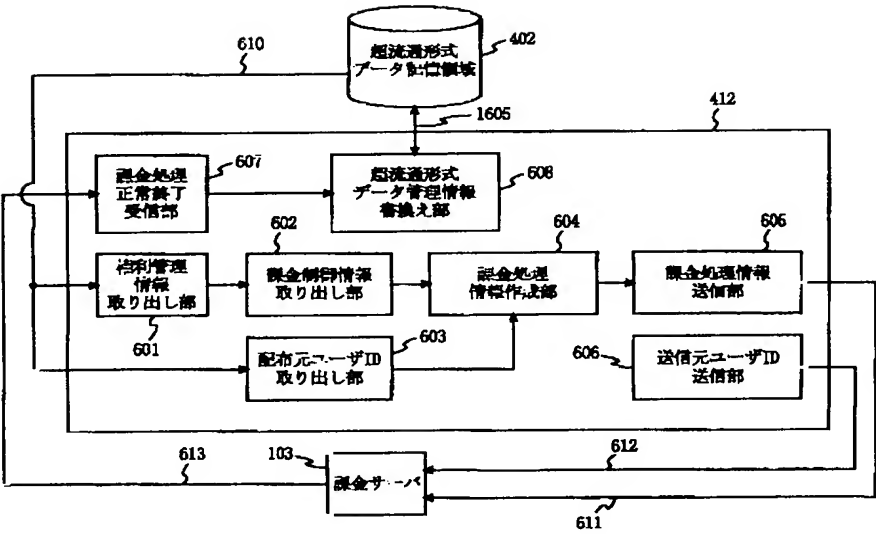 610
超流通形式
データ記憶領域
402
1605
412
課金処理
正常終了
受信部
607
超流通形式
データ管理情報
書換え部
608
602
604
605
権利管理
情報
取り出し部
課金制御情報
取り出し部
課金処理
情報作成部
課金処理情報
送信部
601
配布元ユーザID
取り出し部
603
606
送信元ユーザID
送信部
613
103
課金サーバ
612
611